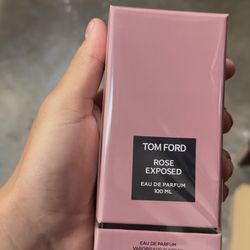 TOM FORD
ROSE
EXPOSED
EAU DE PARFUM
100 ML
EAU DE PARFUM